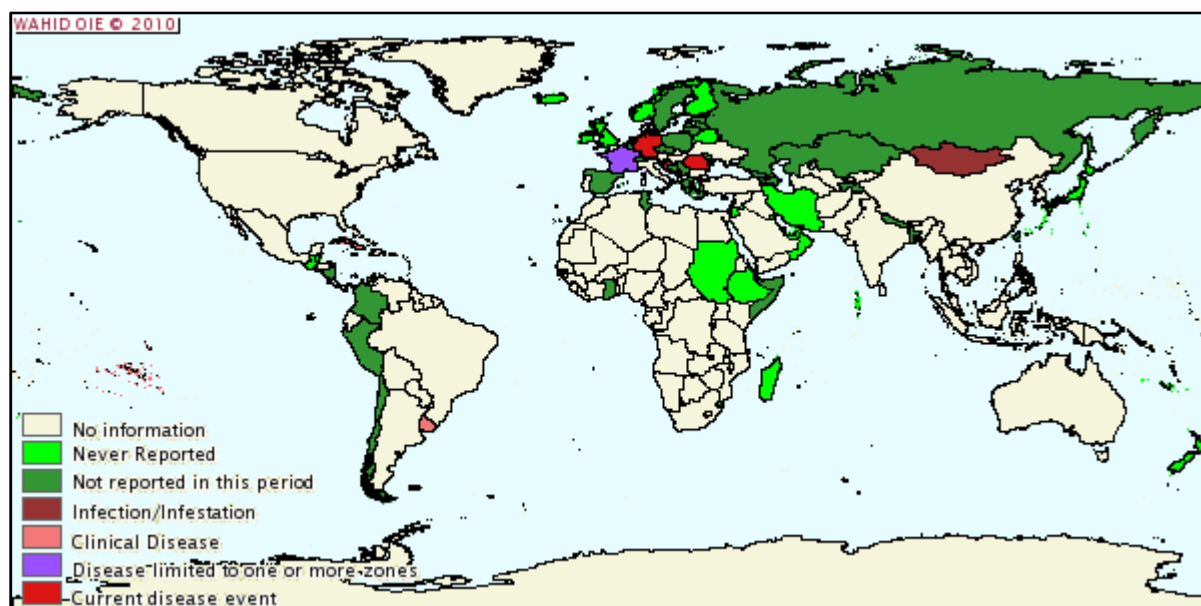 WAHID OIE © 2010
No information
Never Reported
Not reported in this period
Infection/Infestation
Clinical Disease
Disease limited to one or more zones
Current disease event